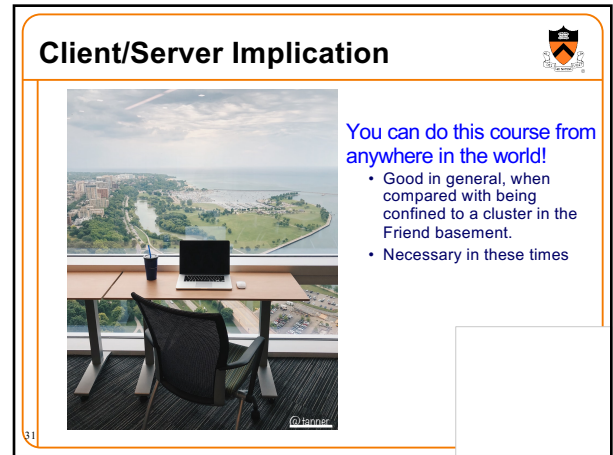 Client/Server Implication
You can do this course from
anywhere in the world!
• Good in general, when
compared with being
confined to a cluster in the
Friend basement.
• Necessary in these times
@tanner
31